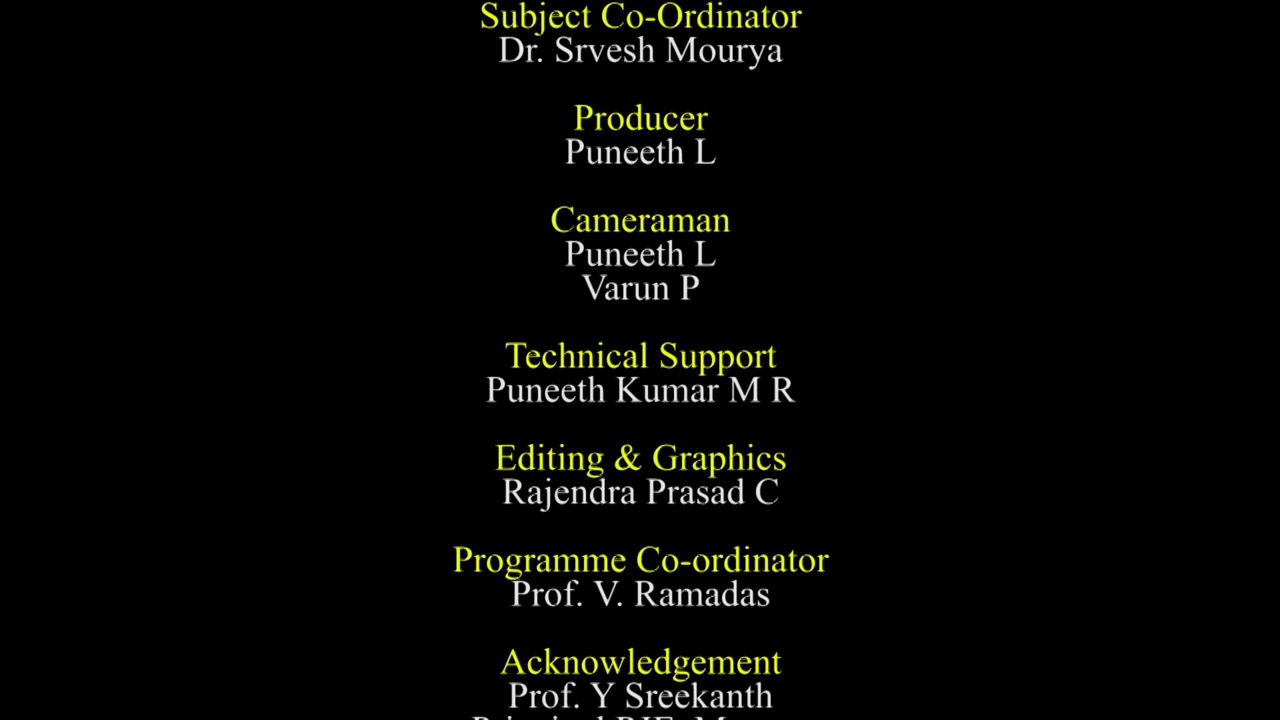 Subject Co-Ordinator
Dr. Srvesh Mourya
Producer
Puneeth L
Cameraman
Puneeth L
Varun P
Technical Support
Puneeth Kumar M R
Editing & Graphics
Rajendra Prasad C
Programme Co-ordinator
Prof. V. Ramadas
Acknowledgement
Prof. Y Sreekanth